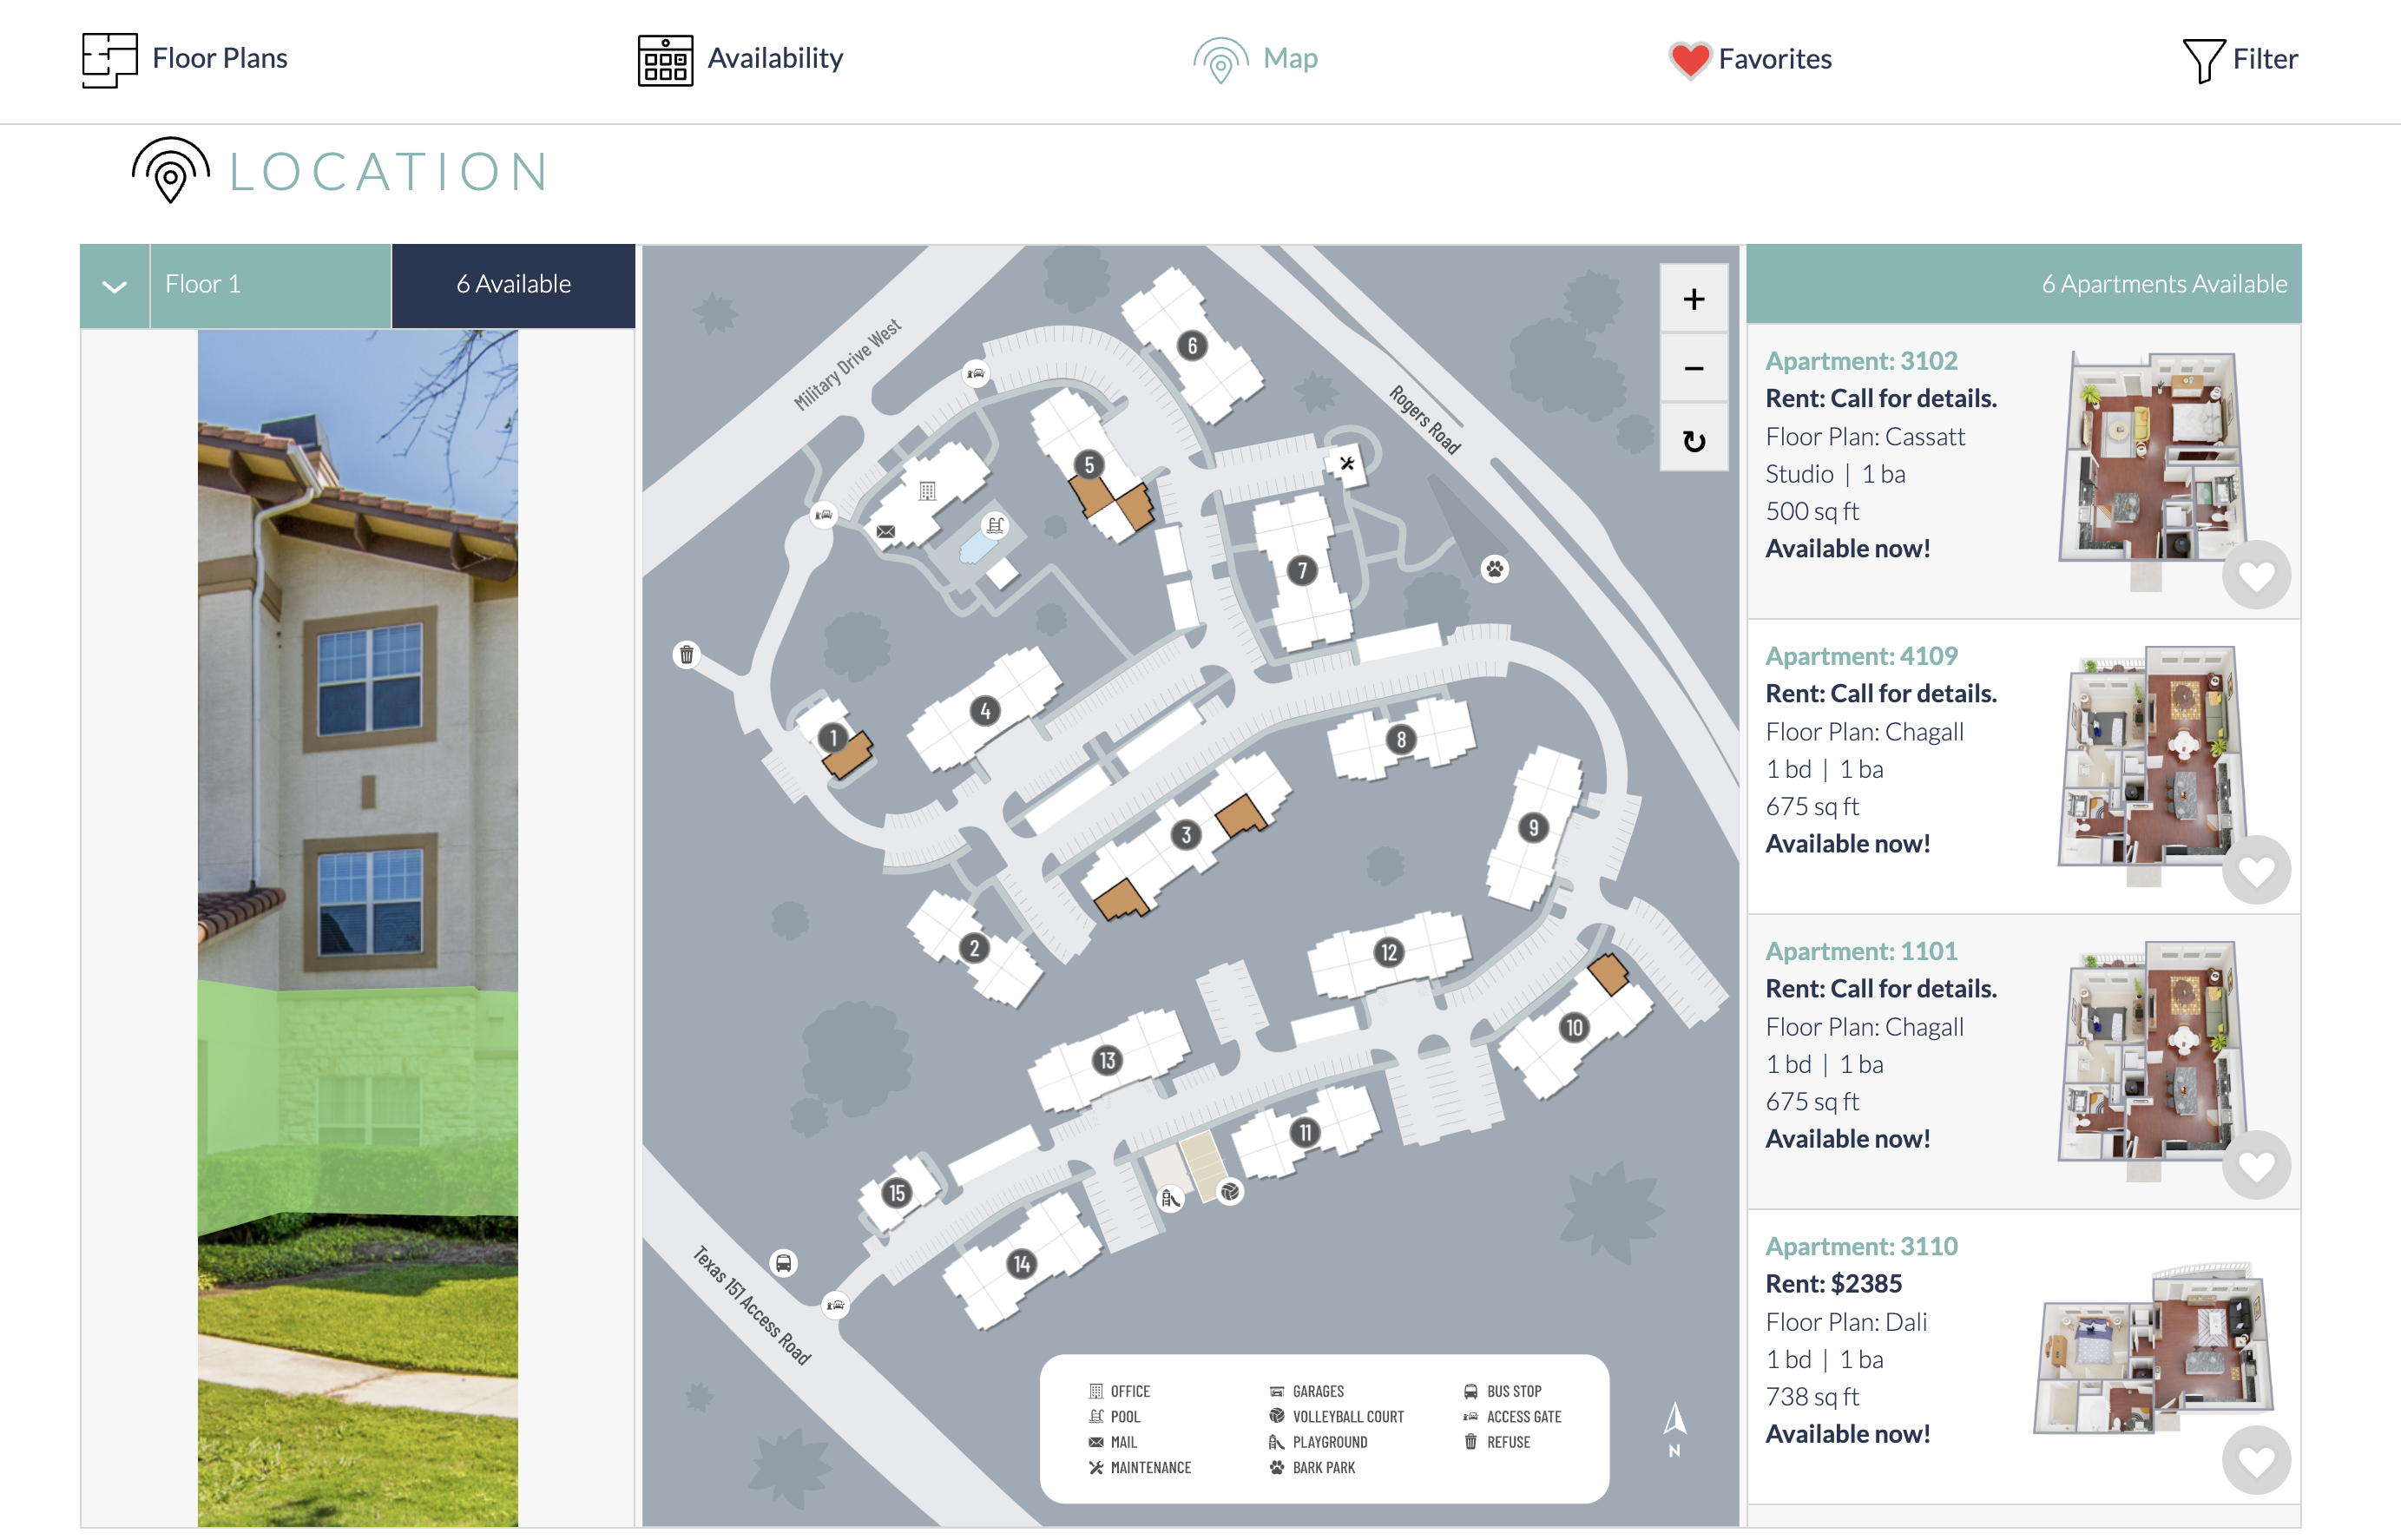 Floor Plans
Availability
Map
Favorites
Filter
LOCATION
Floor 1
6 Available
Military Drive West
Rogers Road
Texas 151 Access Road
+
−
↻
6
5
7
4
1
8
3
9
2
12
10
13
11
15
14
OFFICE
POOL
MAIL
MAINTENANCE
GARAGES
VOLLEYBALL COURT
PLAYGROUND
BARK PARK
BUS STOP
ACCESS GATE
REFUSE
N
6 Apartments Available
Apartment: 3102
Rent: Call for details.
Floor Plan: Cassatt
Studio | 1 ba
500 sq ft
Available now!
Apartment: 4109
Rent: Call for details.
Floor Plan: Chagall
1 bd | 1 ba
675 sq ft
Available now!
Apartment: 1101
Rent: Call for details.
Floor Plan: Chagall
1 bd | 1 ba
675 sq ft
Available now!
Apartment: 3110
Rent: $2385
Floor Plan: Dali
1 bd | 1 ba
738 sq ft
Available now!